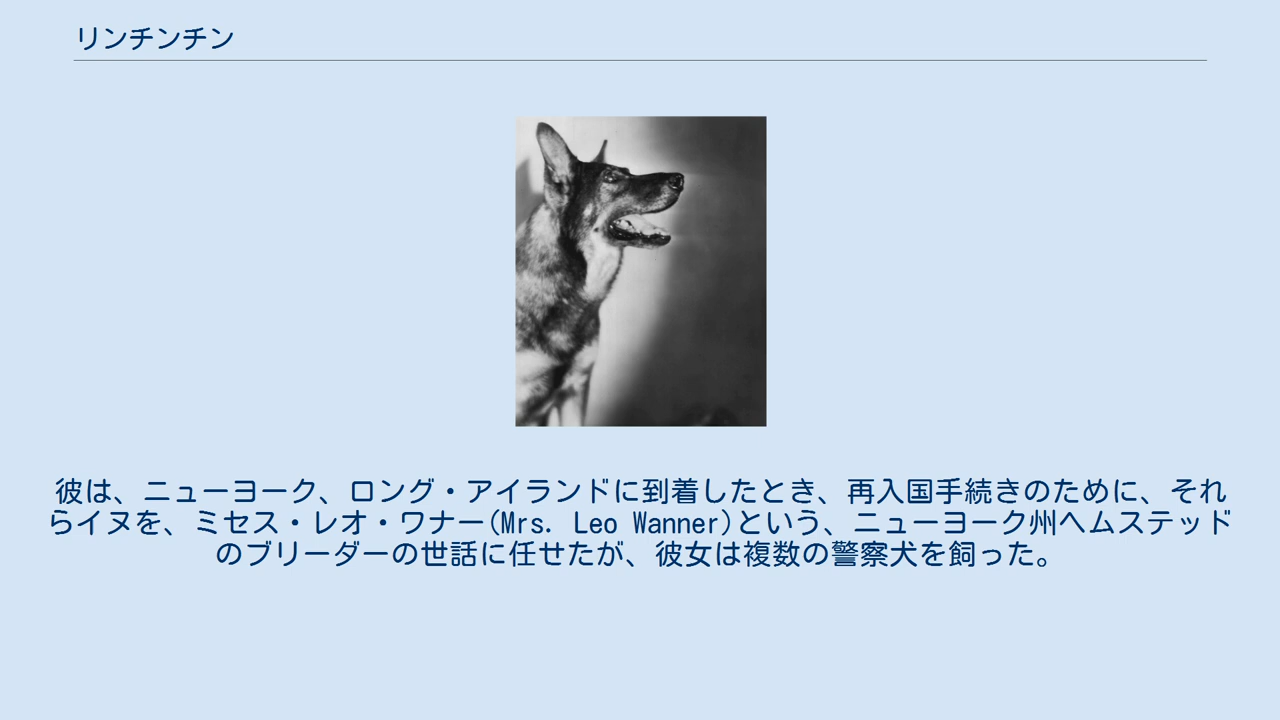 リンチンチン
彼は、ニューヨーク、ロング・アイランドに到着したとき、再入国手続きのために、それ
らイヌを、ミセス・レオ・ワナー(Mrs. Leo Wanner)という、ニューヨーク州ヘムステッド
のブリーダーの世話に任せたが、彼女は複数の警察犬を飼った。